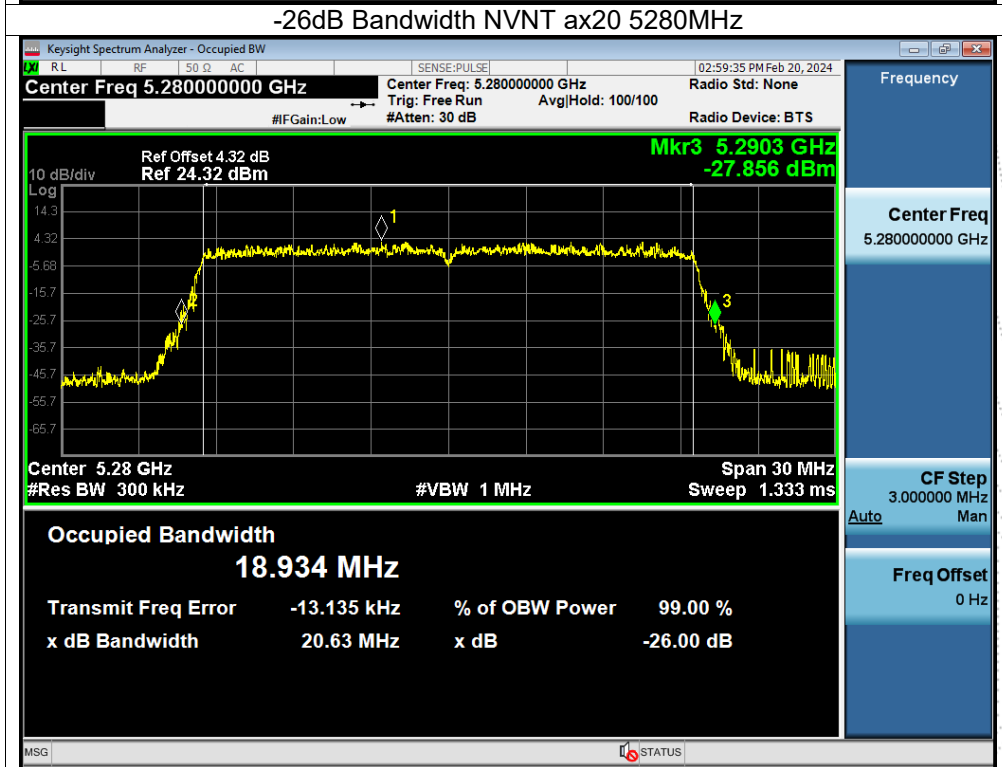 -26dB Bandwidth NVNT ax20 5280MHz
Keysight Spectrum Analyzer - Occupied BW
LXI RL RF 50 Ω AC SENSE:PULSE 02:59:35 PM Feb 20, 2024
Center Freq 5.280000000 GHz Center Freq: 5.280000000 GHz Radio Std: None
Trig: Free Run Avg|Hold: 100/100
#IFGain:Low #Atten: 30 dB Radio Device: BTS
Frequency
Mkr3 5.2903 GHz
-27.856 dBm
Ref Offset 4.32 dB
10 dB/div Ref 24.32 dBm
Log
14.3
4.32
-5.68
-15.7
-25.7
-35.7
-45.7
-55.7
-65.7
1
2
3
Center 5.28 GHz Span 30 MHz
#Res BW 300 kHz #VBW 1 MHz Sweep 1.333 ms
Center Freq
5.280000000 GHz
CF Step
3.000000 MHz
Auto Man
Freq Offset
0 Hz
Occupied Bandwidth
18.934 MHz
Transmit Freq Error -13.135 kHz % of OBW Power 99.00 %
x dB Bandwidth 20.63 MHz x dB -26.00 dB
MSG STATUS